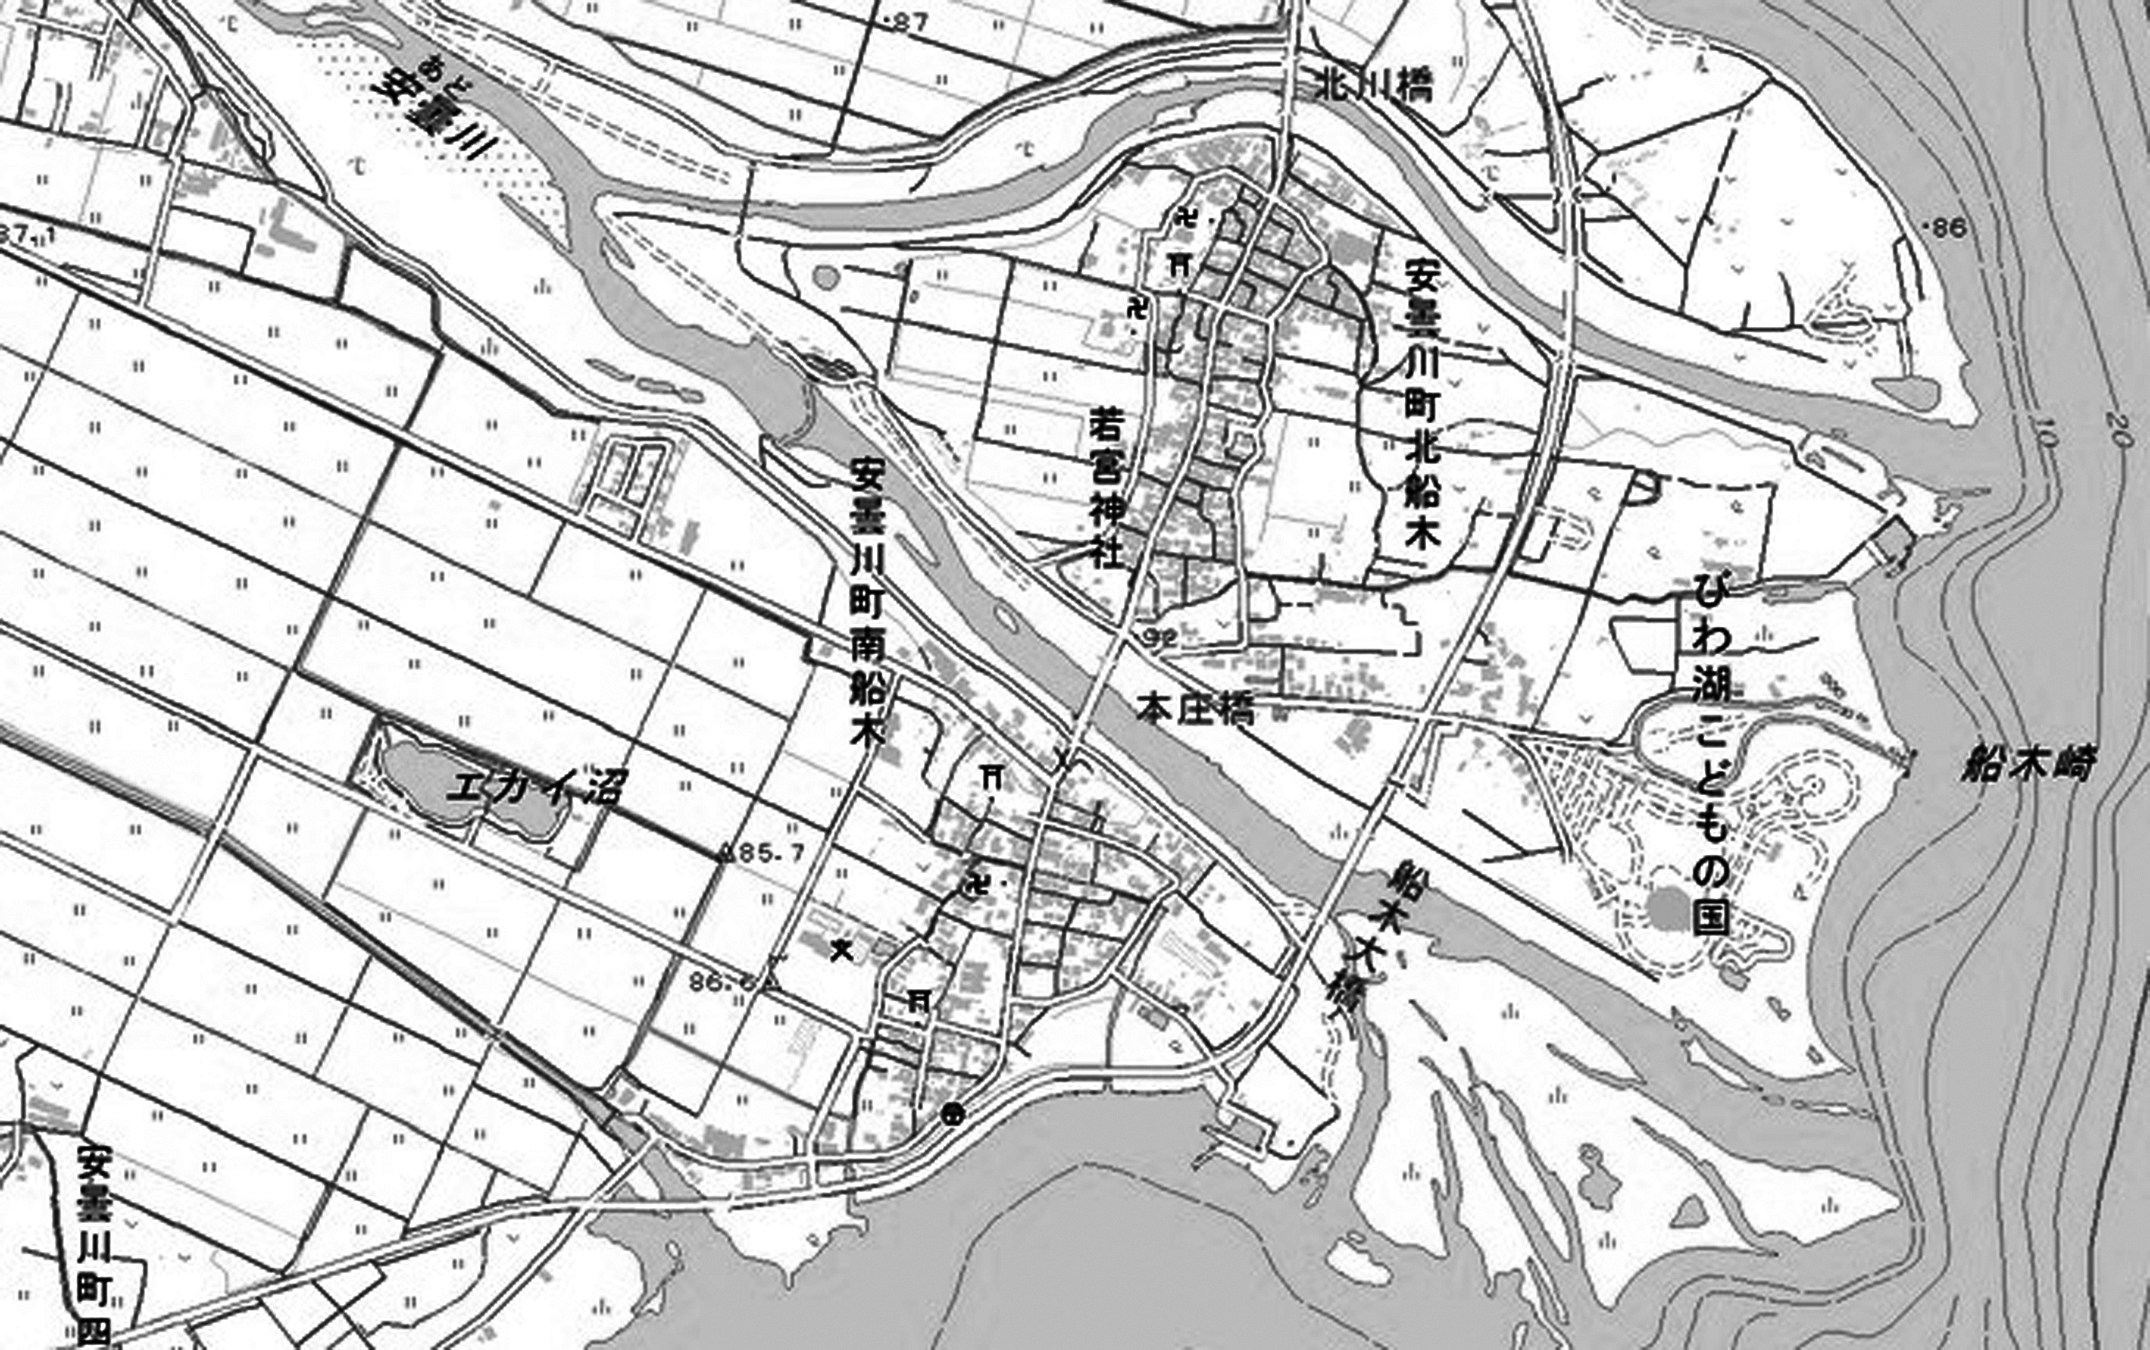 ・87
北川橋
あど
安曇川
・86
87.1
安曇川町北船木
若宮神社
10
20
安曇川町南船木
びわ湖こどもの国
92
本庄橋
船木崎
エカイ沼
85.7
船木大橋
86.6
安曇川町四